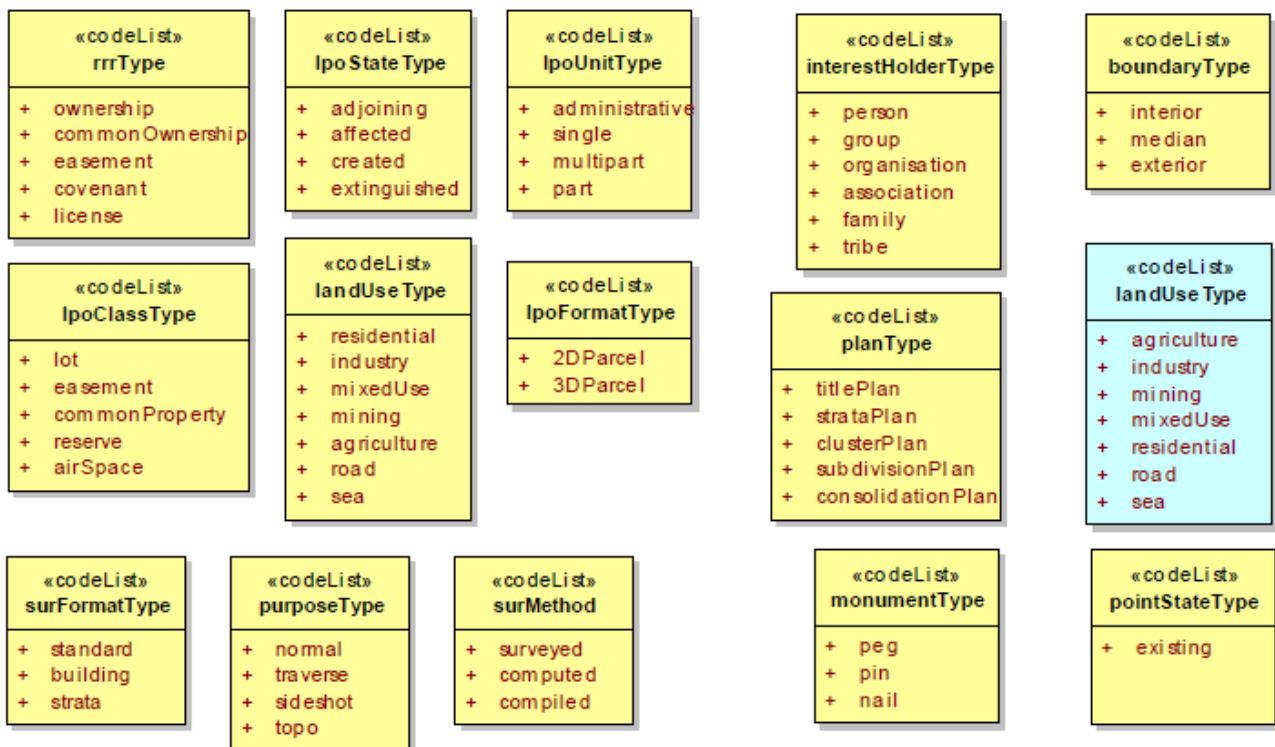 «codeList»
rrrType
+ ownership
+ commonOwnership
+ easement
+ covenant
+ license
«codeList»
lpoStateType
+ adjoining
+ affected
+ created
+ extinguished
«codeList»
lpoUnitType
+ administrative
+ single
+ multipart
+ part
«codeList»
interestHolderType
+ person
+ group
+ organisation
+ association
+ family
+ tribe
«codeList»
boundaryType
+ interior
+ median
+ exterior
«codeList»
lpoClassType
+ lot
+ easement
+ commonProperty
+ reserve
+ airSpace
«codeList»
landUseType
+ residential
+ industry
+ mixedUse
+ mining
+ agriculture
+ road
+ sea
«codeList»
lpoFormatType
+ 2DParcel
+ 3DParcel
«codeList»
planType
+ titlePlan
+ strataPlan
+ clusterPlan
+ subdivisionPlan
+ consolidationPlan
«codeList»
landUseType
+ agriculture
+ industry
+ mining
+ mixedUse
+ residential
+ road
+ sea
«codeList»
surFormatType
+ standard
+ building
+ strata
«codeList»
purposeType
+ normal
+ traverse
+ sideshot
+ topo
«codeList»
surMethod
+ surveyed
+ computed
+ compiled
«codeList»
monumentType
+ peg
+ pin
+ nail
«codeList»
pointStateType
+ existing